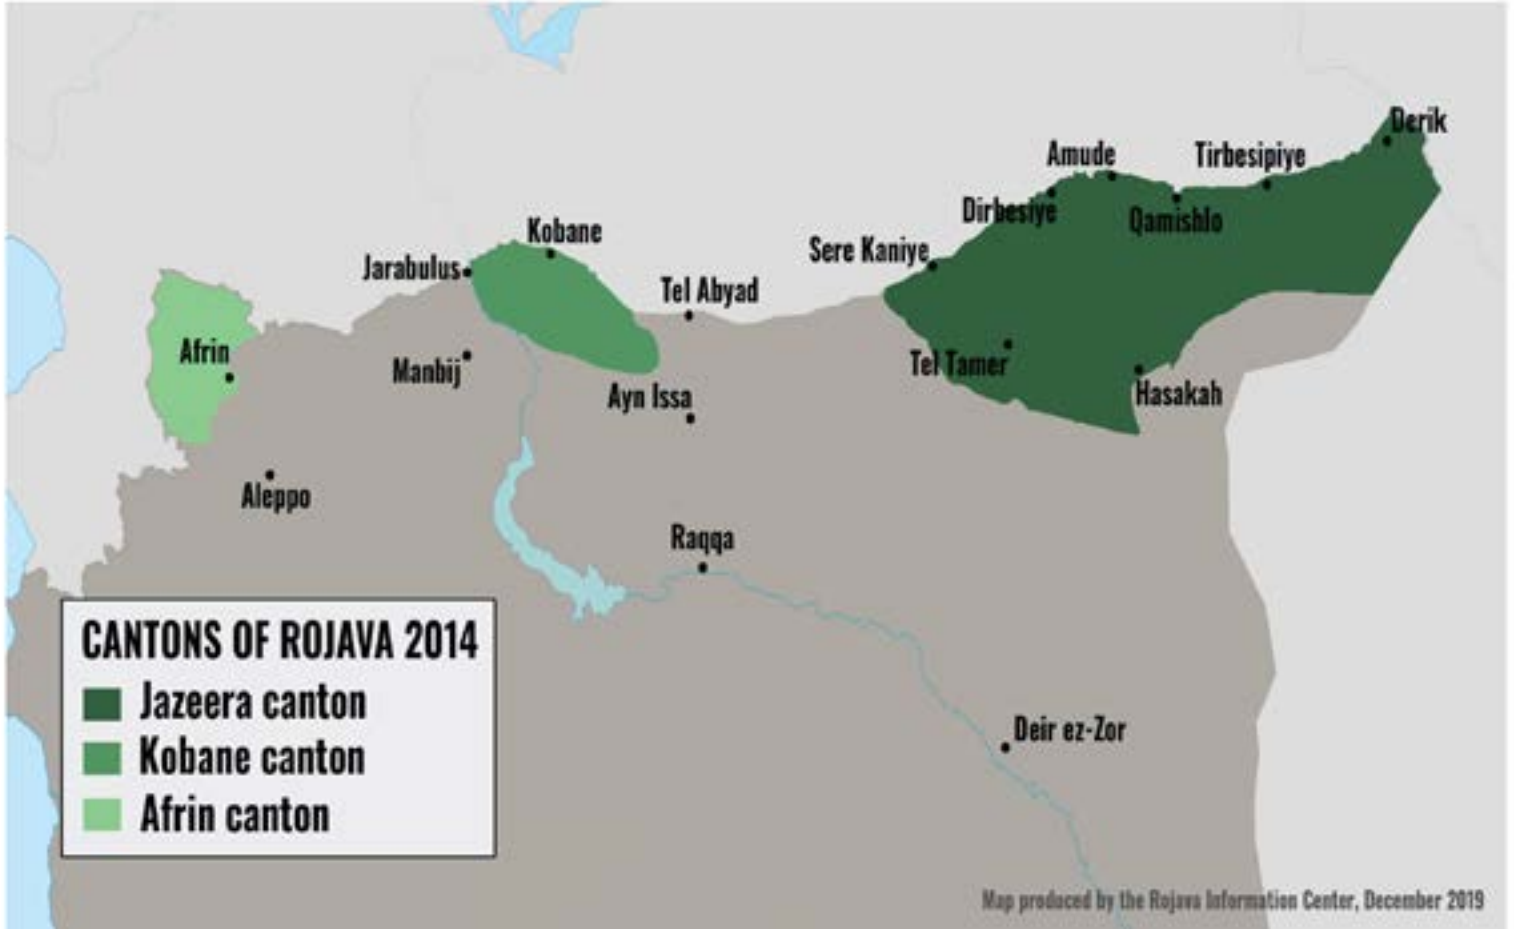 Derik
Amude
Tirbesipiye
Dirbesiye
Qamishlo
Kobane
Sere Kaniye
Jarabulus
Tel Abyad
Afrin
Manbij
Tel Tamer
Ayn Issa
Hasakah
Aleppo
Raqqa
CANTONS OF ROJAVA 2014
Jazeera canton
Kobane canton
Afrin canton
Deir ez-Zor
Map produced by the Rojava Information Center, December 2019